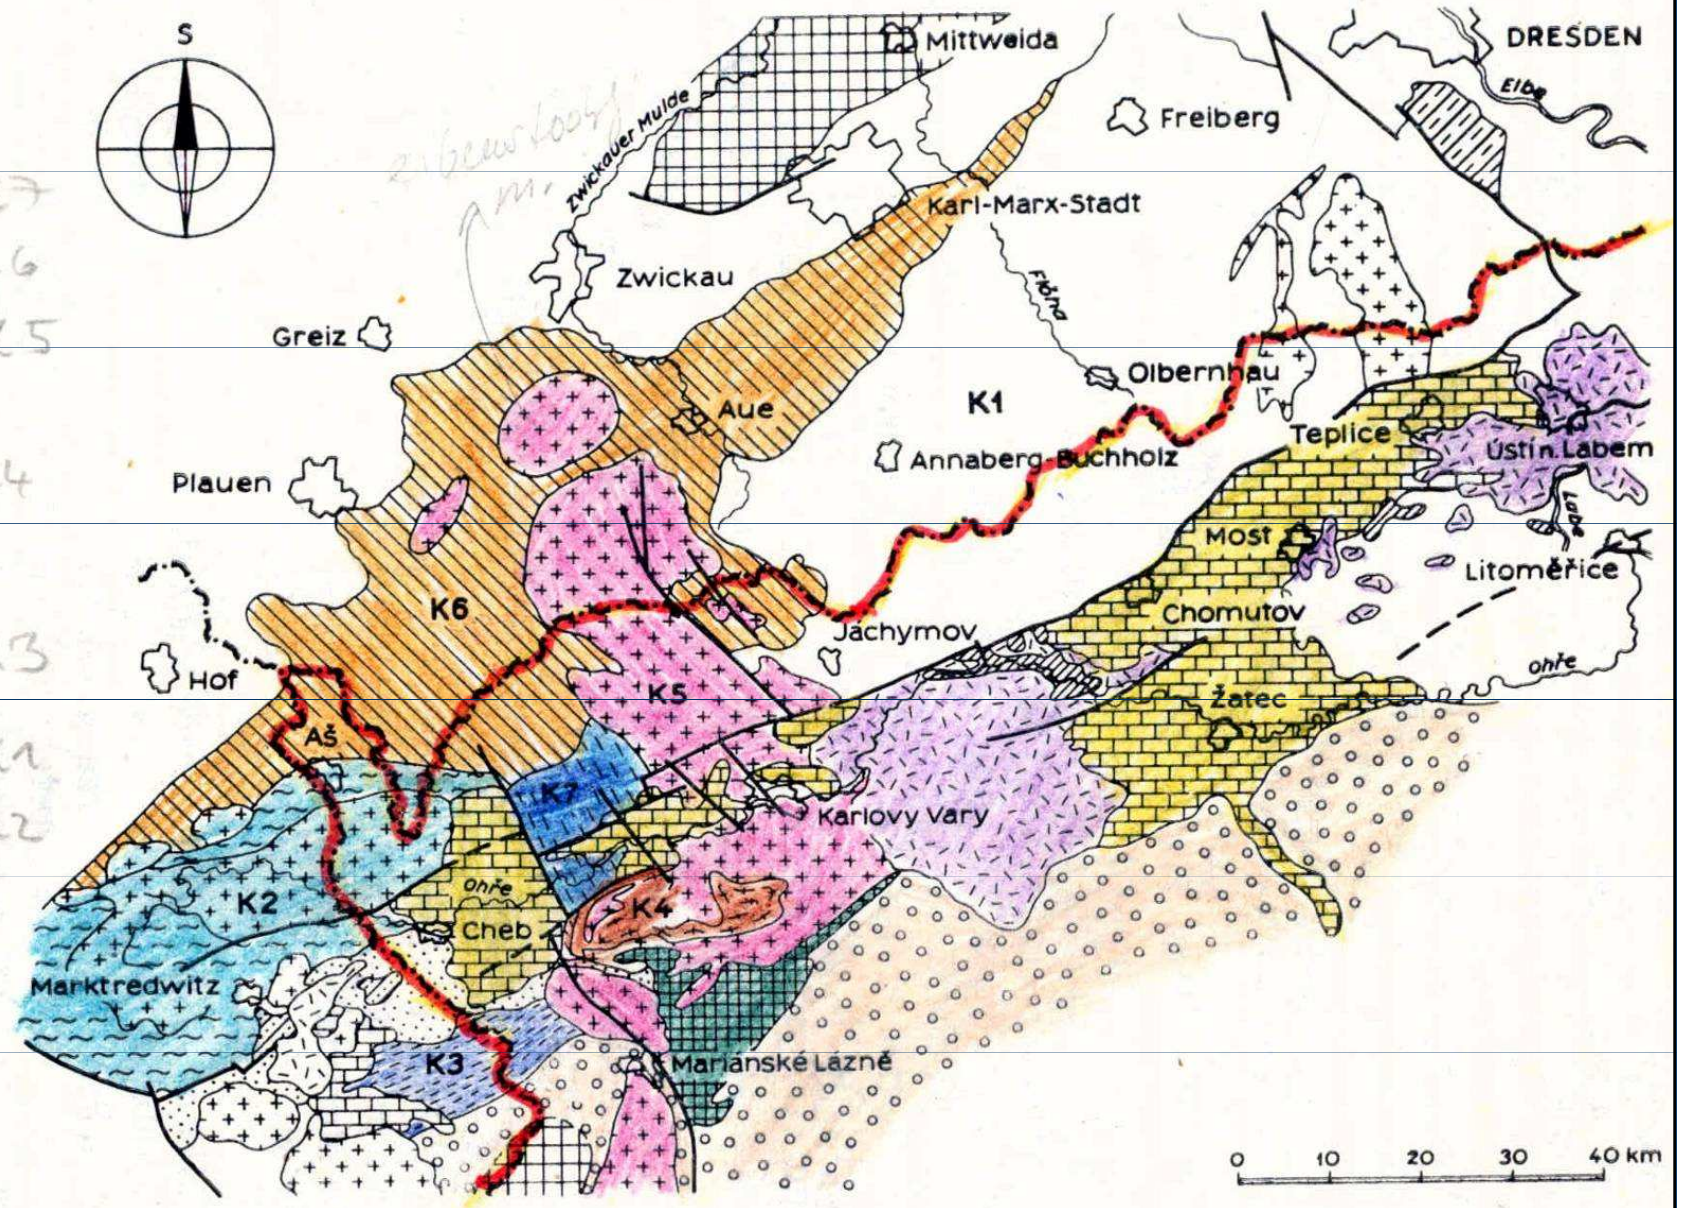 S
Mittweida
DRESDEN
Elbe
Zwickauer Mulde
Freiberg
Karl-Marx-Stadt
Zwickau
Flöha
Greiz
Olbernhau
Aue
K1
Teplice
Annaberg-Buchholz
Ústí n. Labem
Plauen
Labe
Most
Litoměřice
K6
Chomutov
Jáchymov
Ohře
Hof
K5
Žatec
Aš
K7
Karlovy Vary
Ohře
K2
K4
Cheb
Marktredwitz
K3
Mariánské Lázně
0 10 20 30 40 km